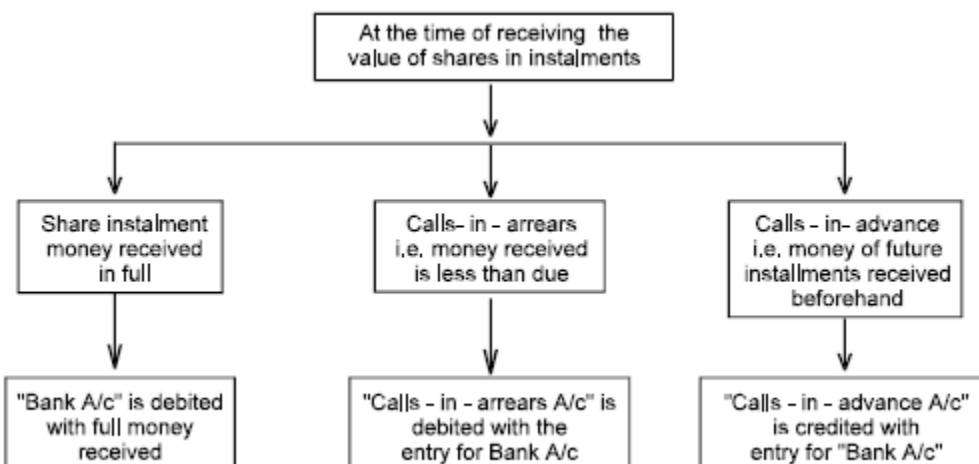 At the time of receiving the
value of shares in instalments
Share instalment
money received
in full
Calls- in - arrears
i.e. money received
is less than due
Calls - in- advance
i.e. money of future
installments received
beforehand
"Bank A/c" is debited
with full money
received
"Calls - in - arrears A/c" is
debited with the
entry for Bank A/c
"Calls - in - advance A/c"
is credited with
entry for "Bank A/c"